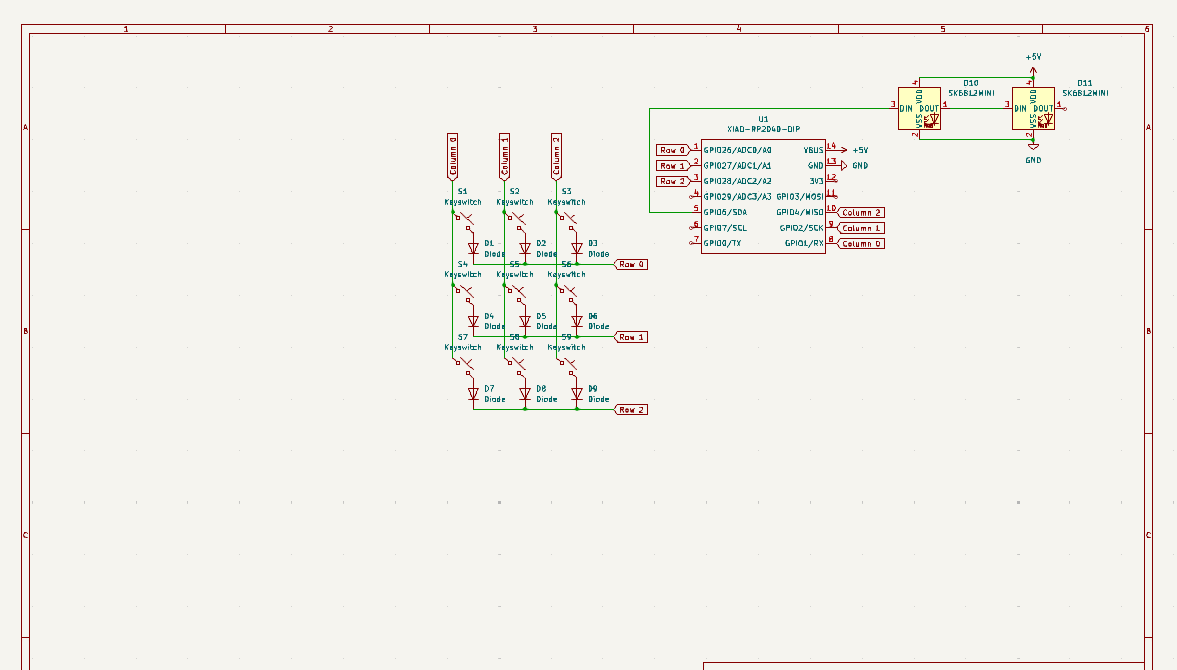 1 2 3 4 5 6
A
A
B
B
C
C
+5V
D10
SK6812MINI
D11
SK6812MINI
3 DIN DOUT 1
VDD
VSS
2
3 DIN DOUT 1
VDD
VSS
2
GND
U1
XIAO-RP2040-DIP
Row 0 1 GPIO26/ADC0/A0 VBUS 14 +5V
Row 1 2 GPIO27/ADC1/A1 GND 13 GND
Row 2 3 GPIO28/ADC2/A2 3V3 12
4 GPIO29/ADC3/A3 GPIO3/MOSI 11
5 GPIO6/SDA GPIO4/MISO 10 Column 2
6 GPIO7/SCL GPIO2/SCK 9 Column 1
7 GPIO0/TX GPIO1/RX 8 Column 0
Column 0 Column 1 Column 2
S1 S2 S3
Keyswitch Keyswitch Keyswitch
D1 D2 D3
Diode Diode Diode
Row 0
S4 S5 S6
Keyswitch Keyswitch Keyswitch
D4 D5 D6
Diode Diode Diode
Row 1
S7 S8 S9
Keyswitch Keyswitch Keyswitch
D7 D8 D9
Diode Diode Diode
Row 2